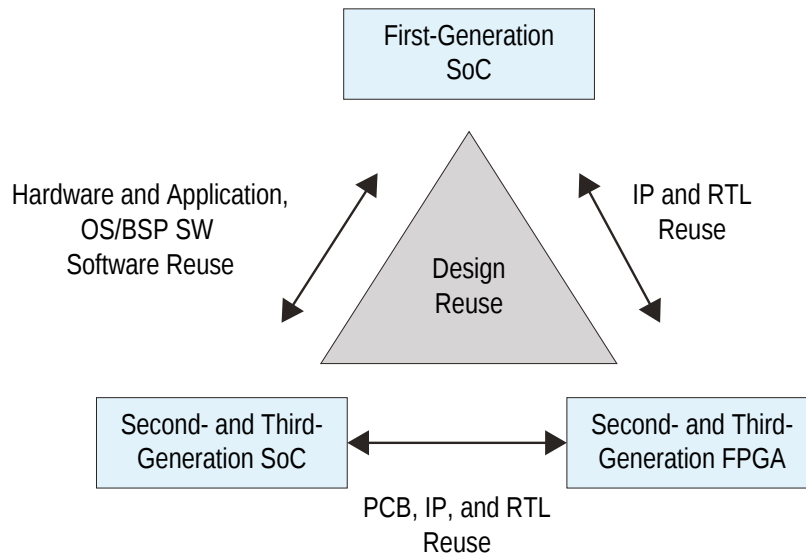 First-Generation
SoC
Hardware and Application,
OS/BSP SW
Software Reuse
IP and RTL
Reuse
Design
Reuse
Second- and Third-
Generation SoC
Second- and Third-
Generation FPGA
PCB, IP, and RTL
Reuse